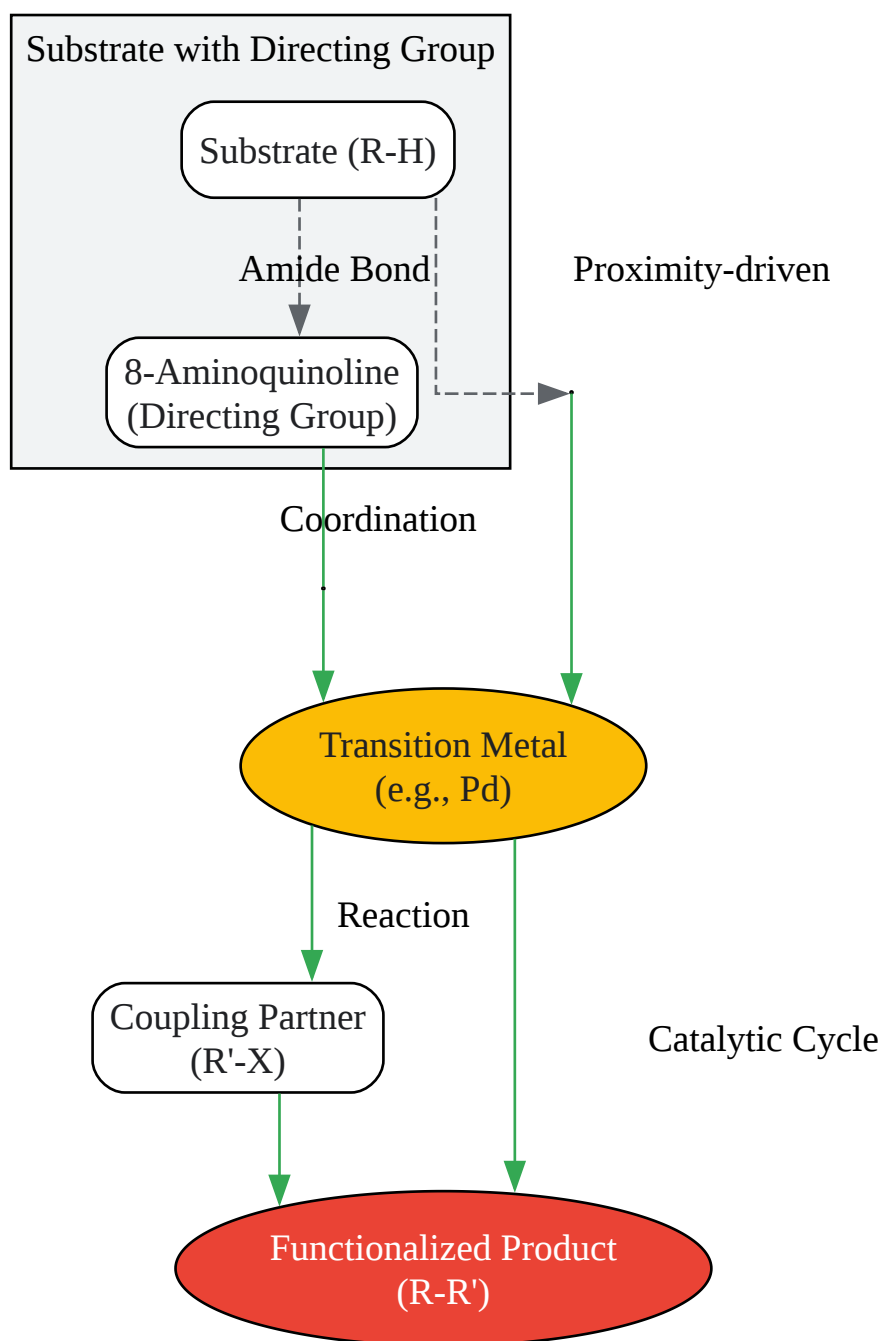 Substrate with Directing Group
Substrate (R-H)
Amide Bond
Proximity-driven
8-Aminoquinoline
(Directing Group)
Coordination
Transition Metal
(e.g., Pd)
Reaction
Coupling Partner
(R'-X)
Catalytic Cycle
Functionalized Product
(R-R')